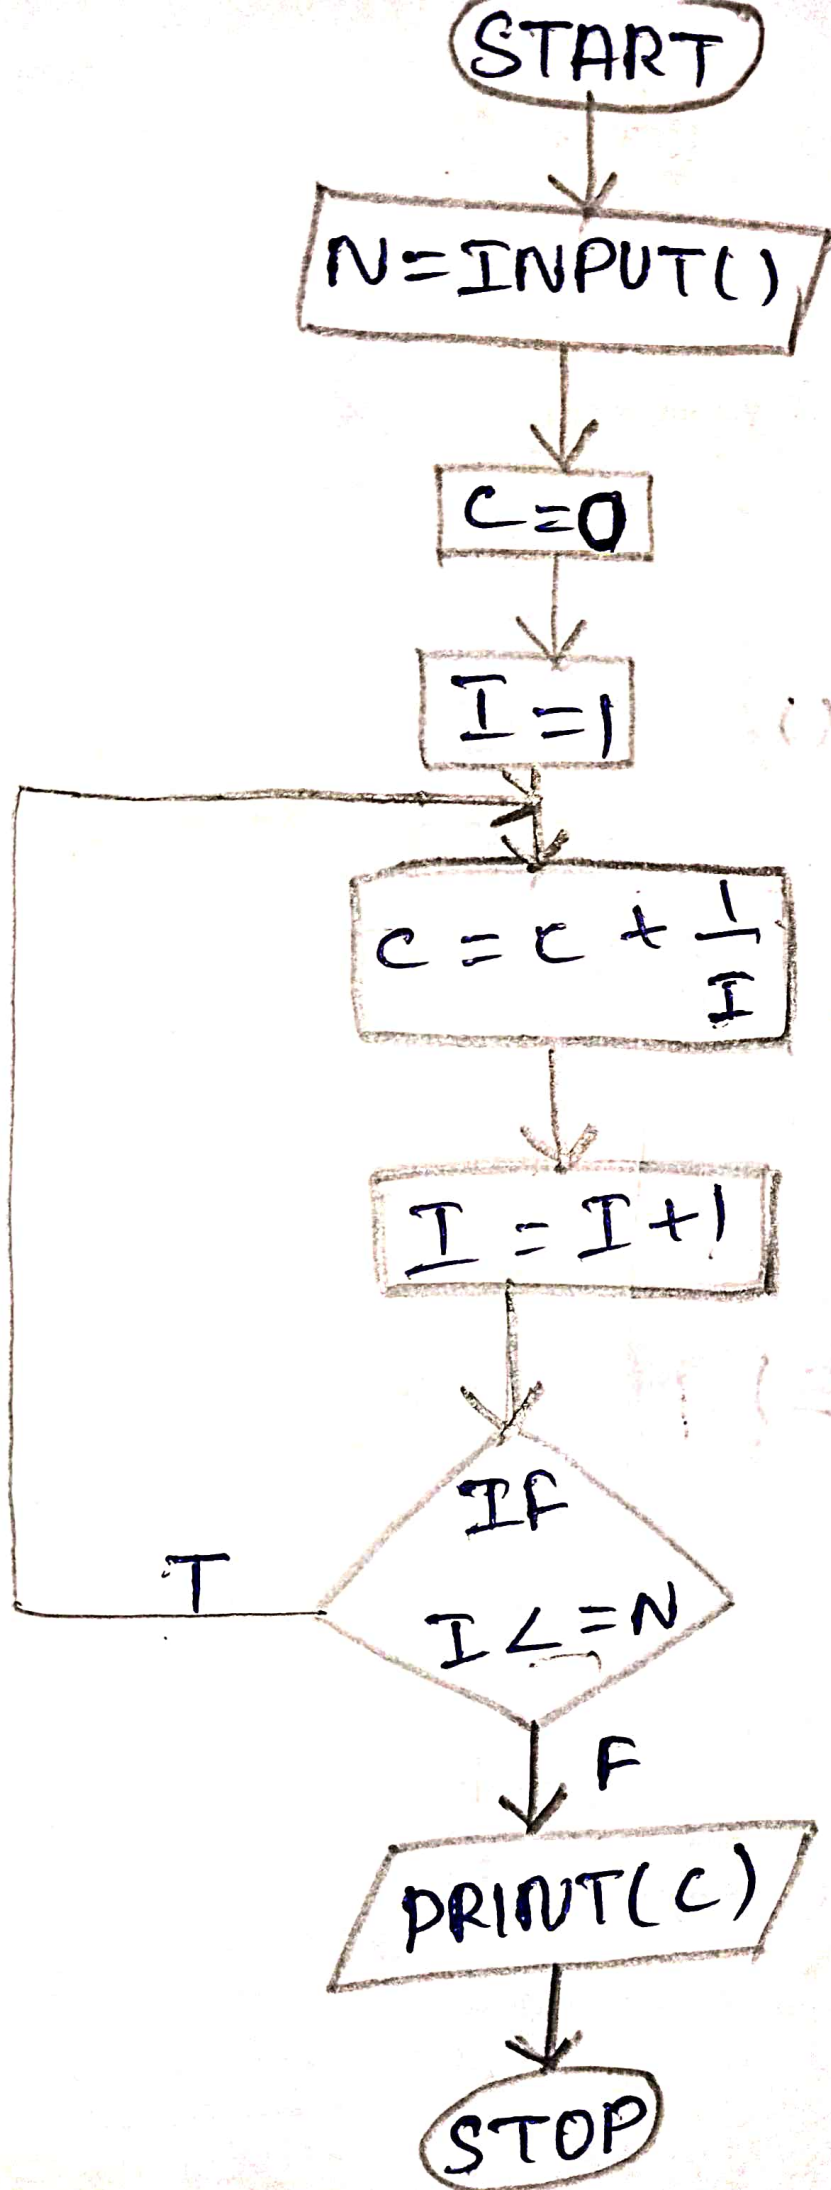 START
N=INPUT()
C=0
I=1
C=C+1/I
I=I+1
IF
I<=N
T
F
PRINT(C)
STOP